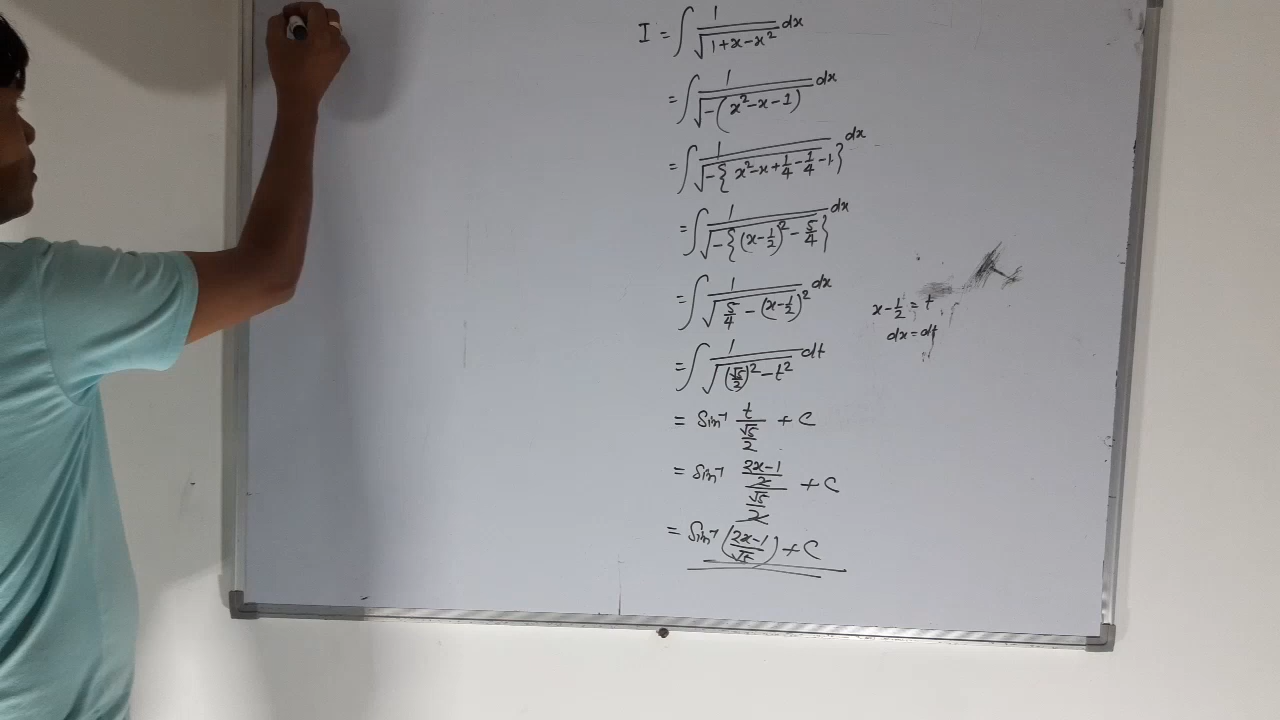 I = ∫ 1/√(1+x-x²) dx
= ∫ 1/√(-(x²-x-1)) dx
= ∫ 1/√(-{x²-x+1/4-1/4-1}) dx
= ∫ 1/√(-{(x-1/2)²-5/4}) dx
= ∫ 1/√(5/4-(x-1/2)²) dx
x-1/2 = t
dx = dt
= ∫ 1/√((√5/2)²-t²) dt
= Sin⁻¹ t/(√5/2) + C
= Sin⁻¹ ((2x-1)/2)/(√5/2) + C
= Sin⁻¹ ((2x-1)/√5) + C